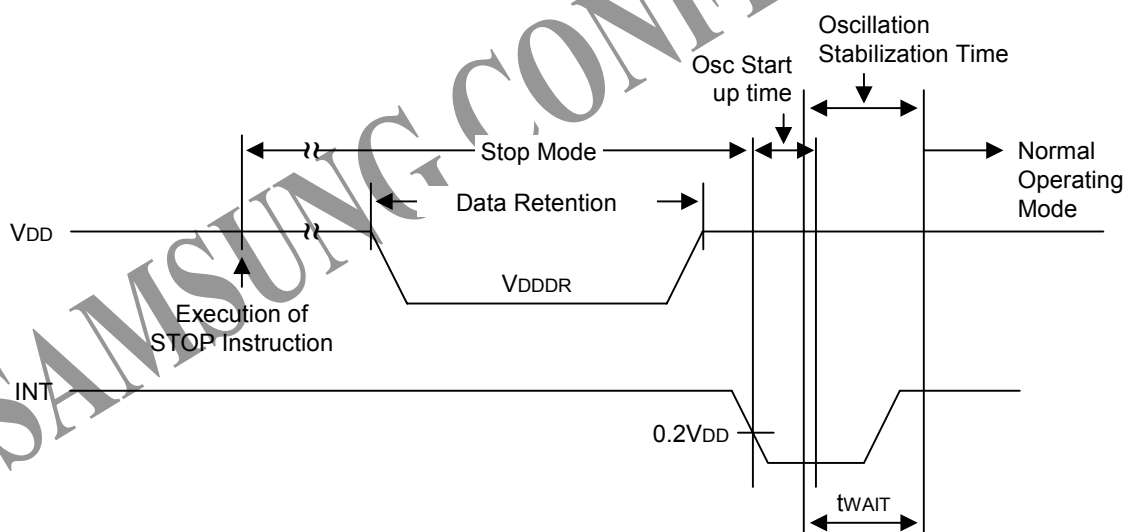 SAMSUNG CONF
Oscillation
Stabilization Time
Osc Start
up time
Stop Mode
Normal
Operating
Mode
Data Retention
VDD
VDDDR
Execution of
STOP Instruction
INT
0.2VDD
tWAIT